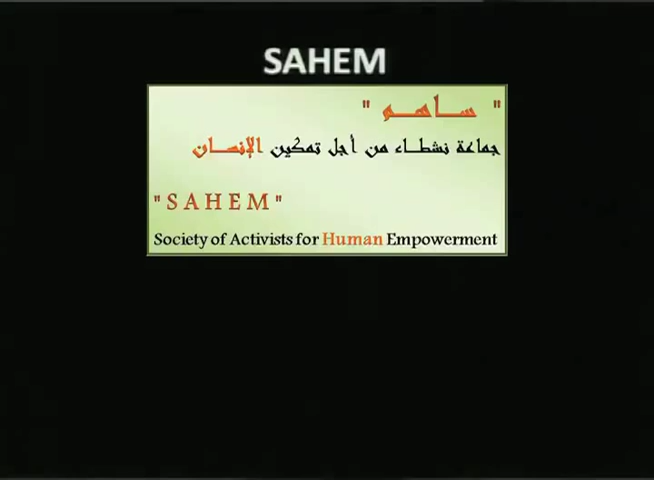 SAHEM
" ساهم "
جماعة نشطاء من أجل تمكين الإنسان
"SAHEM"
Society of Activists for Human Empowerment